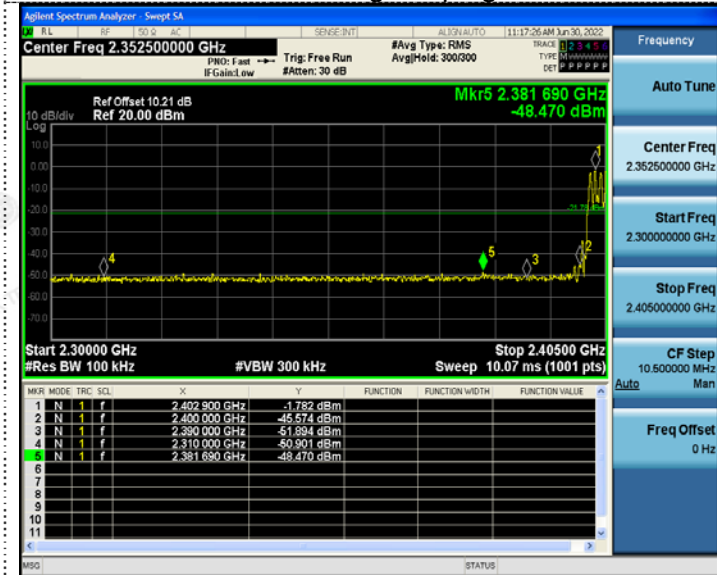 Agilent Spectrum Analyzer - Swept SA
RL RF 50 Ω AC SENSE:INT ALIGNAUTO 11:17:26 AM Jun 30, 2022
Center Freq 2.352500000 GHz #Avg Type: RMS TRACE 1 2 3 4 5 6
PNO: Fast Trig: Free Run Avg|Hold: 300/300 TYPE M
IFGain:Low #Atten: 30 dB DET P P P P P P
Mkr5 2.381 690 GHz
-48.470 dBm
Ref Offset 10.21 dB
10 dB/div Ref 20.00 dBm
Log
10.0
0.00
-10.0
-20.0
-30.0
-40.0
-50.0
-60.0
-70.0
1
2
3
4
5
Start 2.30000 GHz Stop 2.40500 GHz
#Res BW 100 kHz #VBW 300 kHz Sweep 10.07 ms (1001 pts)
MKR MODE TRC SCL X Y FUNCTION FUNCTION WIDTH FUNCTION VALUE
1 N 1 f 2.402 900 GHz -1.782 dBm
2 N 1 f 2.400 000 GHz -45.574 dBm
3 N 1 f 2.390 000 GHz -51.894 dBm
4 N 1 f 2.310 000 GHz -50.901 dBm
5 N 1 f 2.381 690 GHz -48.470 dBm
6
7
8
9
10
11
MSG STATUS
Frequency
Auto Tune
Center Freq
2.352500000 GHz
Start Freq
2.300000000 GHz
Stop Freq
2.405000000 GHz
CF Step
10.500000 MHz
Auto Man
Freq Offset
0 Hz